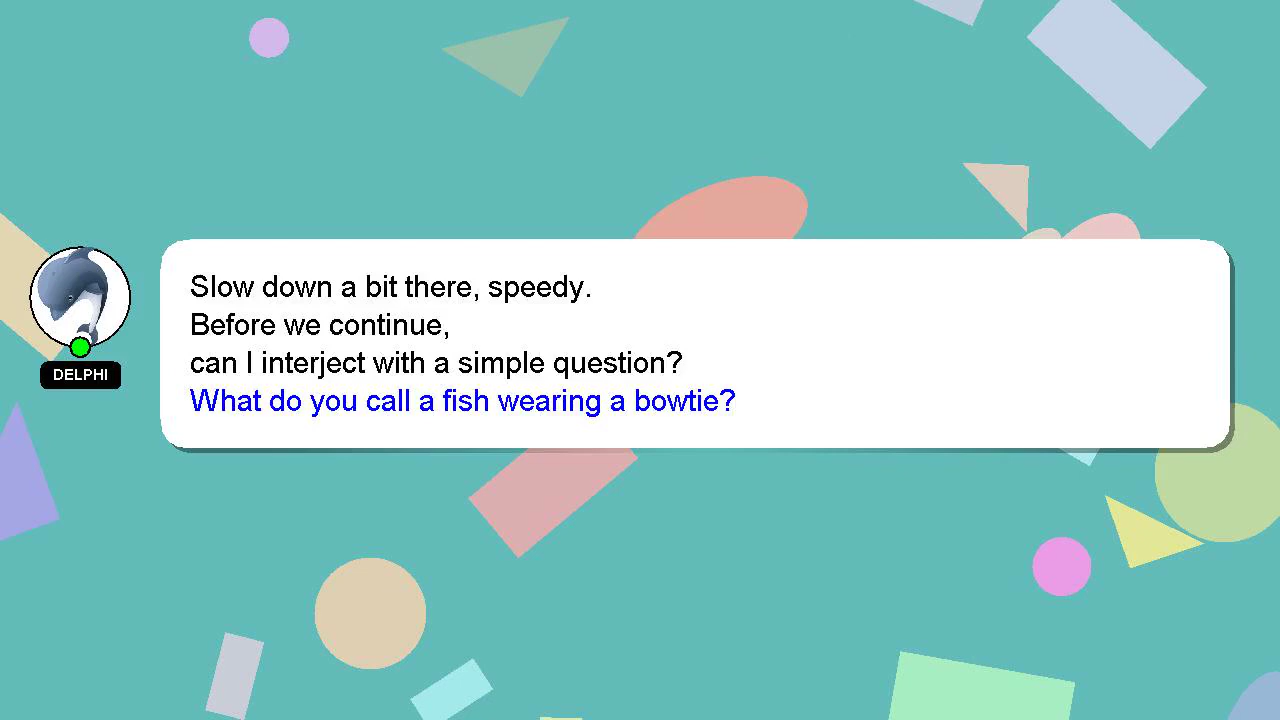 Slow down a bit there, speedy.
Before we continue,
can I interject with a simple question?
What do you call a fish wearing a bowtie?
DELPHI